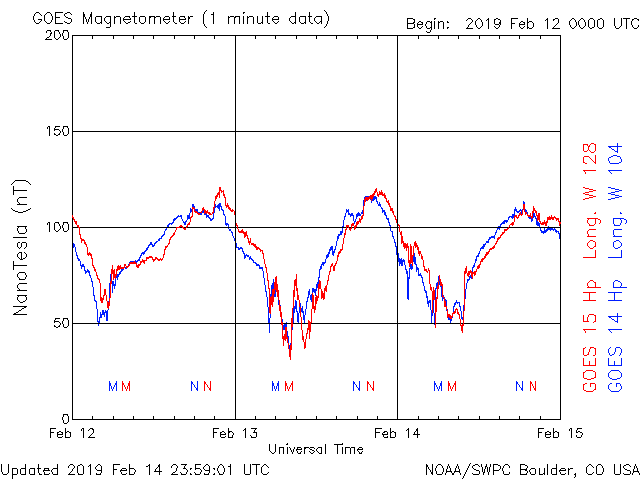 GOES Magnetometer (1 minute data)
Begin: 2019 Feb 12 0000 UTC
200
150
100
50
0
NanoTesla (nT)
M M N N M M N N M M N N
Feb 12 Feb 13 Feb 14 Feb 15
Universal Time
GOES 15 Hp Long. W 128
GOES 14 Hp Long. W 104
Updated 2019 Feb 14 23:59:01 UTC
NOAA/SWPC Boulder, CO USA